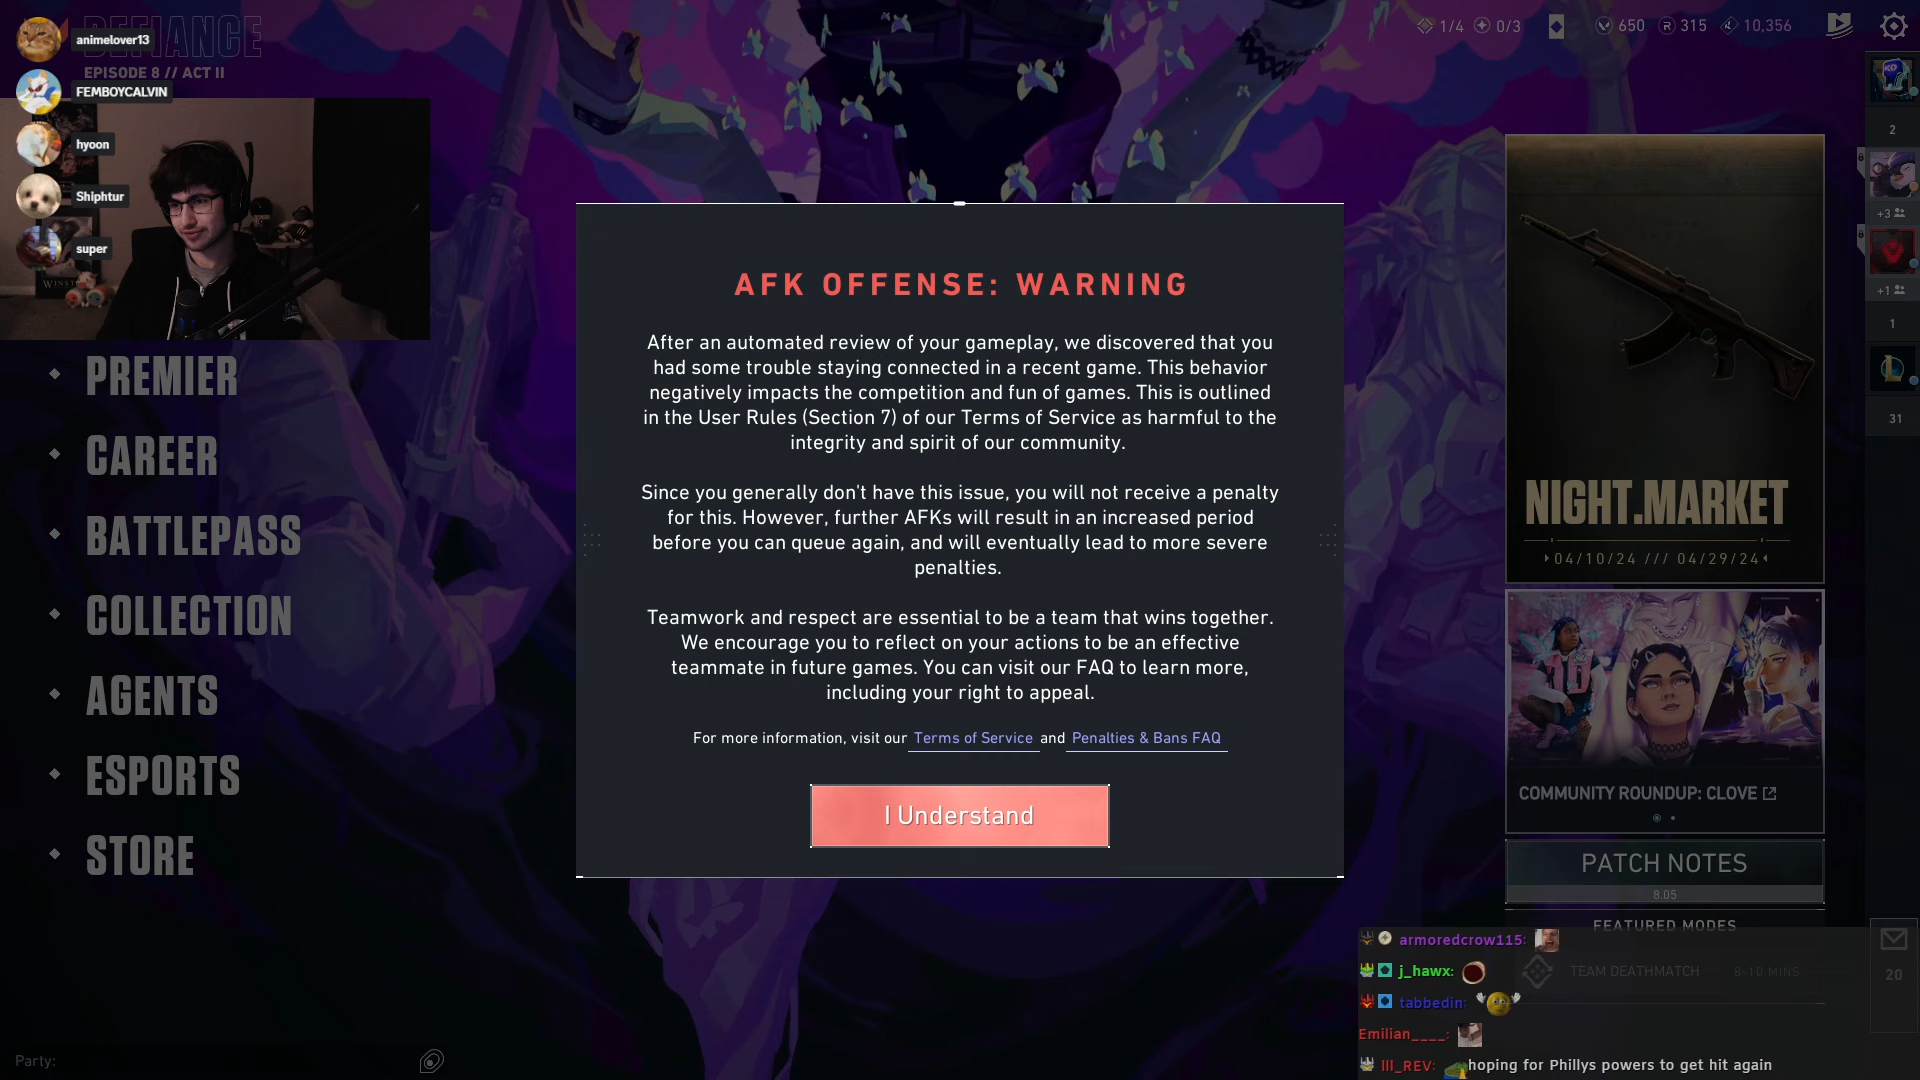 DEFIANCE
EPISODE 8 // ACT II
animelover13
FEMBOYCALVIN
hyoon
Shiphtur
super
1/4 0/3 650 315 10,356
PREMIER
CAREER
BATTLEPASS
COLLECTION
AGENTS
ESPORTS
STORE
Party:
AFK OFFENSE: WARNING
After an automated review of your gameplay, we discovered that you
had some trouble staying connected in a recent game. This behavior
negatively impacts the competition and fun of games. This is outlined
in the User Rules (Section 7) of our Terms of Service as harmful to the
integrity and spirit of our community.
Since you generally don't have this issue, you will not receive a penalty
for this. However, further AFKs will result in an increased period
before you can queue again, and will eventually lead to more severe
penalties.
Teamwork and respect are essential to be a team that wins together.
We encourage you to reflect on your actions to be an effective
teammate in future games. You can visit our FAQ to learn more,
including your right to appeal.
For more information, visit our Terms of Service and Penalties & Bans FAQ
I Understand
NIGHT.MARKET
04/10/24 /// 04/29/24
COMMUNITY ROUNDUP: CLOVE
PATCH NOTES
8.05
FEATURED MODES
TEAM DEATHMATCH 8-10 MINS
2
+3
+1
1
31
20
armoredcrow115:
j_hawx:
tabbedin:
Emilian____:
lll_REV: hoping for Phillys powers to get hit again